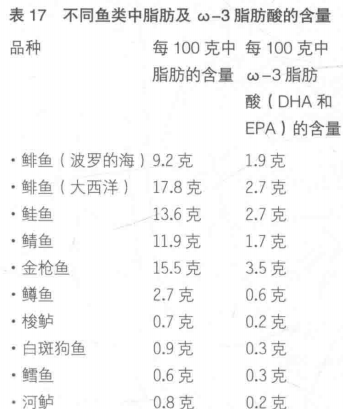 表 17 不同鱼类中脂肪及 ω-3 脂肪酸的含量
品种 每 100 克中 每 100 克中
脂肪的含量 ω-3 脂肪
酸（DHA 和
EPA）的含量
·鲱鱼（波罗的海）9.2 克 1.9 克
·鲱鱼（大西洋） 17.8 克 2.7 克
·鲑鱼 13.6 克 2.7 克
·鲭鱼 11.9 克 1.7 克
·金枪鱼 15.5 克 3.5 克
·鳟鱼 2.7 克 0.6 克
·梭鲈 0.7 克 0.2 克
·白斑狗鱼 0.9 克 0.3 克
·鳕鱼 0.6 克 0.3 克
·河鲈 0.8 克 0.2 克